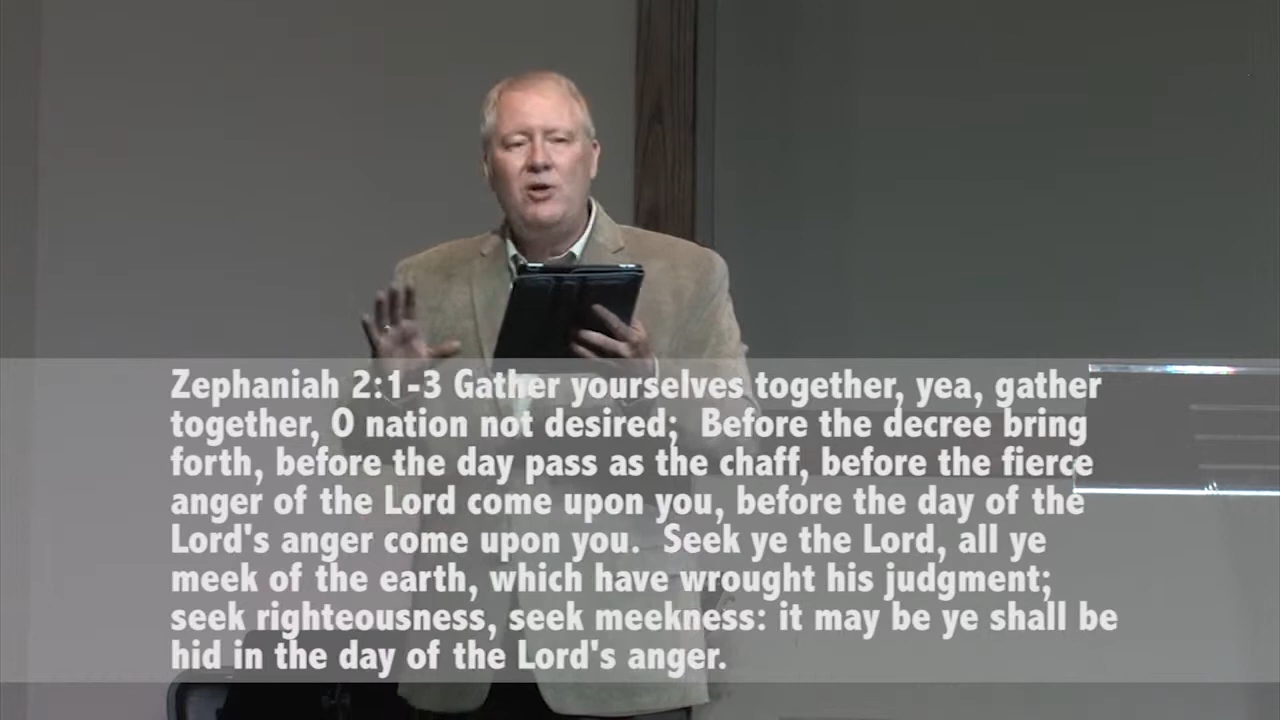 Zephaniah 2:1-3 Gather yourselves together, yea, gather
together, O nation not desired;  Before the decree bring
forth, before the day pass as the chaff, before the fierce
anger of the Lord come upon you, before the day of the
Lord's anger come upon you.  Seek ye the Lord, all ye
meek of the earth, which have wrought his judgment;
seek righteousness, seek meekness: it may be ye shall be
hid in the day of the Lord's anger.